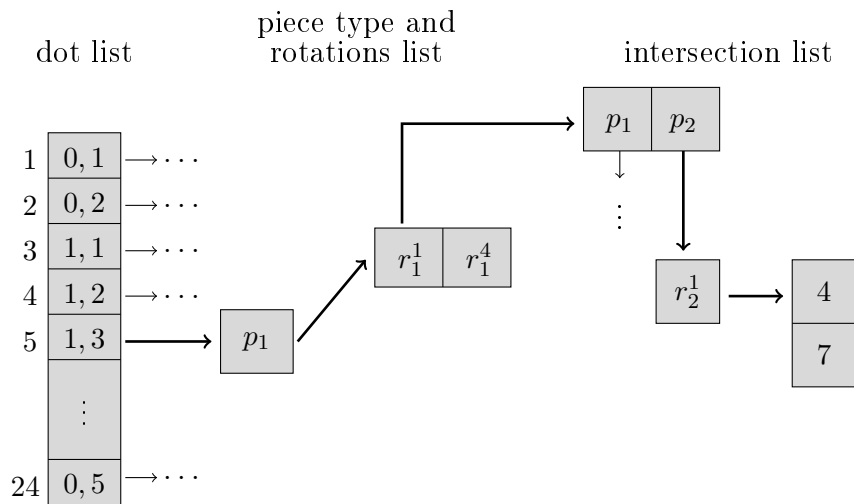 dot list
piece type and
rotations list
intersection list
1 0, 1 → · · ·
2 0, 2 → · · ·
3 1, 1 → · · ·
4 1, 2 → · · ·
5 1, 3
⋮
24 0, 5 → · · ·
p₁
r₁¹ r₁⁴
p₁ p₂
⋮
r₂¹
4
7